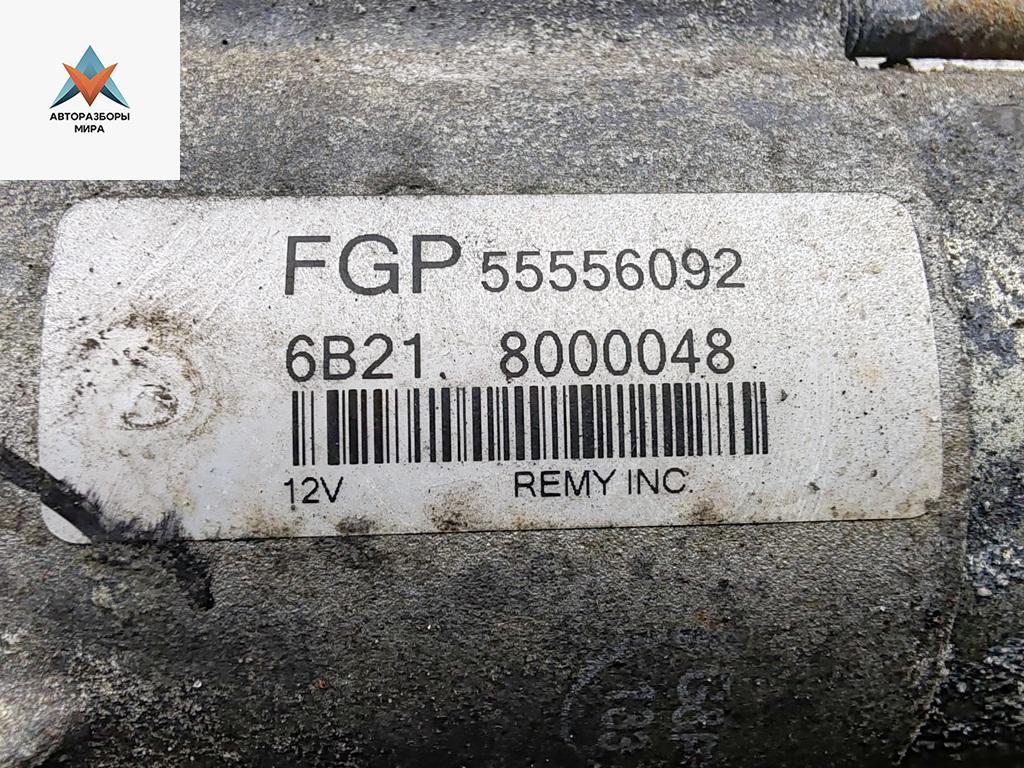 АВТОРАЗБОРЫ
МИРА
FGP 55556092
6B21. 8000048
12V REMY INC.